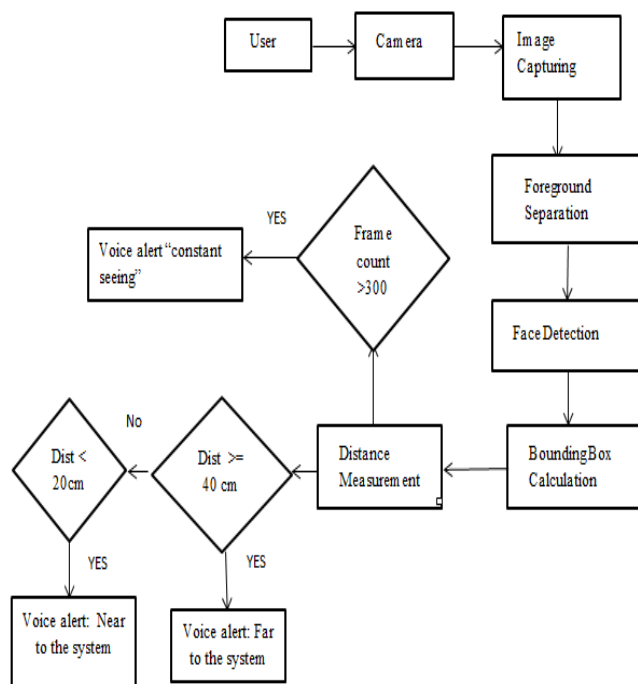 User
Camera
Image
Capturing
Foreground
Separation
Face Detection
BoundingBox
Calculation
Distance
Measurement
Frame
count
>300
YES
Voice alert “constant
seeing”
Dist >=
40 cm
No
Dist <
20cm
YES
YES
Voice alert: Near
to the system
Voice alert: Far
to the system